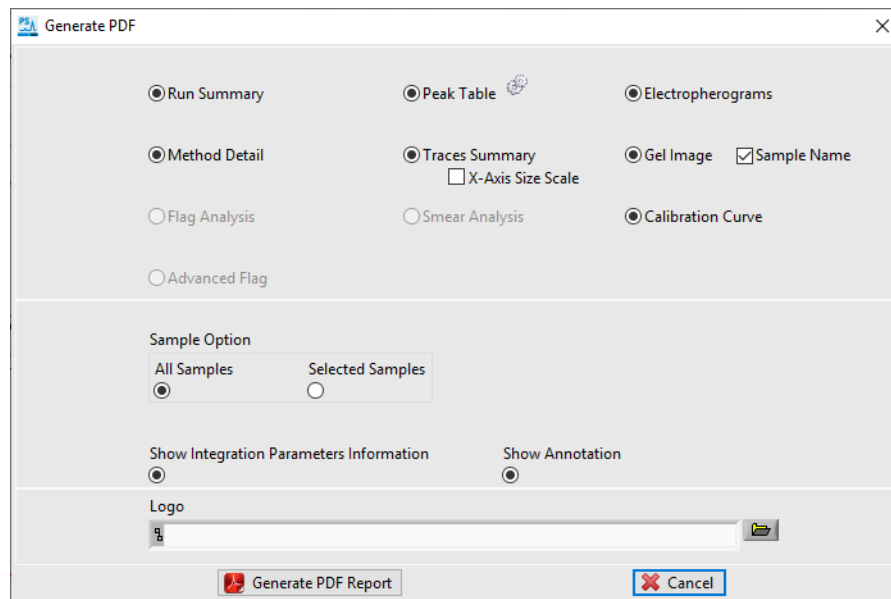 PS
Generate PDF
Run Summary
Peak Table
Electropherograms
Method Detail
Traces Summary
Gel Image
Sample Name
X-Axis Size Scale
Flag Analysis
Smear Analysis
Calibration Curve
Advanced Flag
Sample Option
All Samples
Selected Samples
Show Integration Parameters Information
Show Annotation
Logo
Generate PDF Report
Cancel